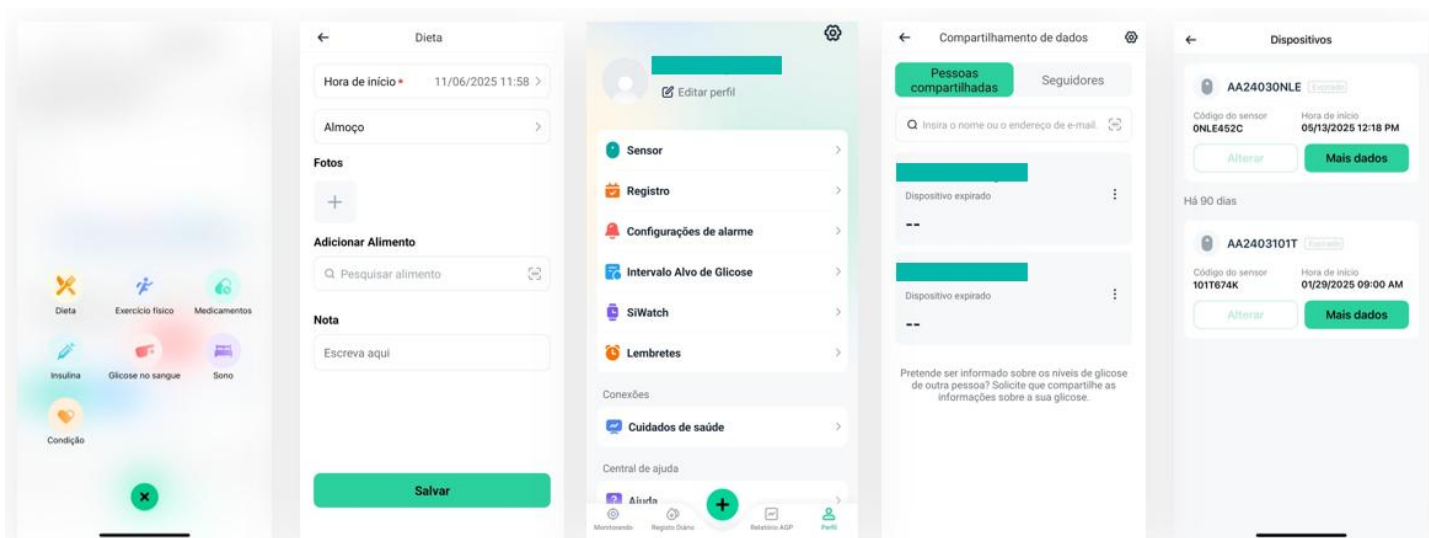 Dieta
Exercício físico
Medicamentos
Insulina
Glicose no sangue
Sono
Condição
Dieta
Hora de início • 11/06/2025 11:58
Almoço
Fotos
Adicionar Alimento
Pesquisar alimento
Nota
Escreva aqui
Salvar
Editar perfil
Sensor
Registro
Configurações de alarme
Intervalo Alvo de Glicose
SiWatch
Lembretes
Conexões
Cuidados de saúde
Central de ajuda
Ajuda
Monitorando
Registo Diário
Relatório AGP
Perfil
Compartilhamento de dados
Pessoas
compartilhadas
Seguidores
Insira o nome ou o endereço de e-mail.
Dispositivo expirado
--
Dispositivo expirado
--
Pretende ser informado sobre os níveis de glicose
de outra pessoa? Solicite que compartilhe as
informações sobre a sua glicose.
Dispositivos
AA24030NLE Expirado
Código do sensor Hora de início
0NLE452C 05/13/2025 12:18 PM
Alterar Mais dados
Há 90 dias
AA2403101T Expirado
Código do sensor Hora de início
101T674K 01/29/2025 09:00 AM
Alterar Mais dados